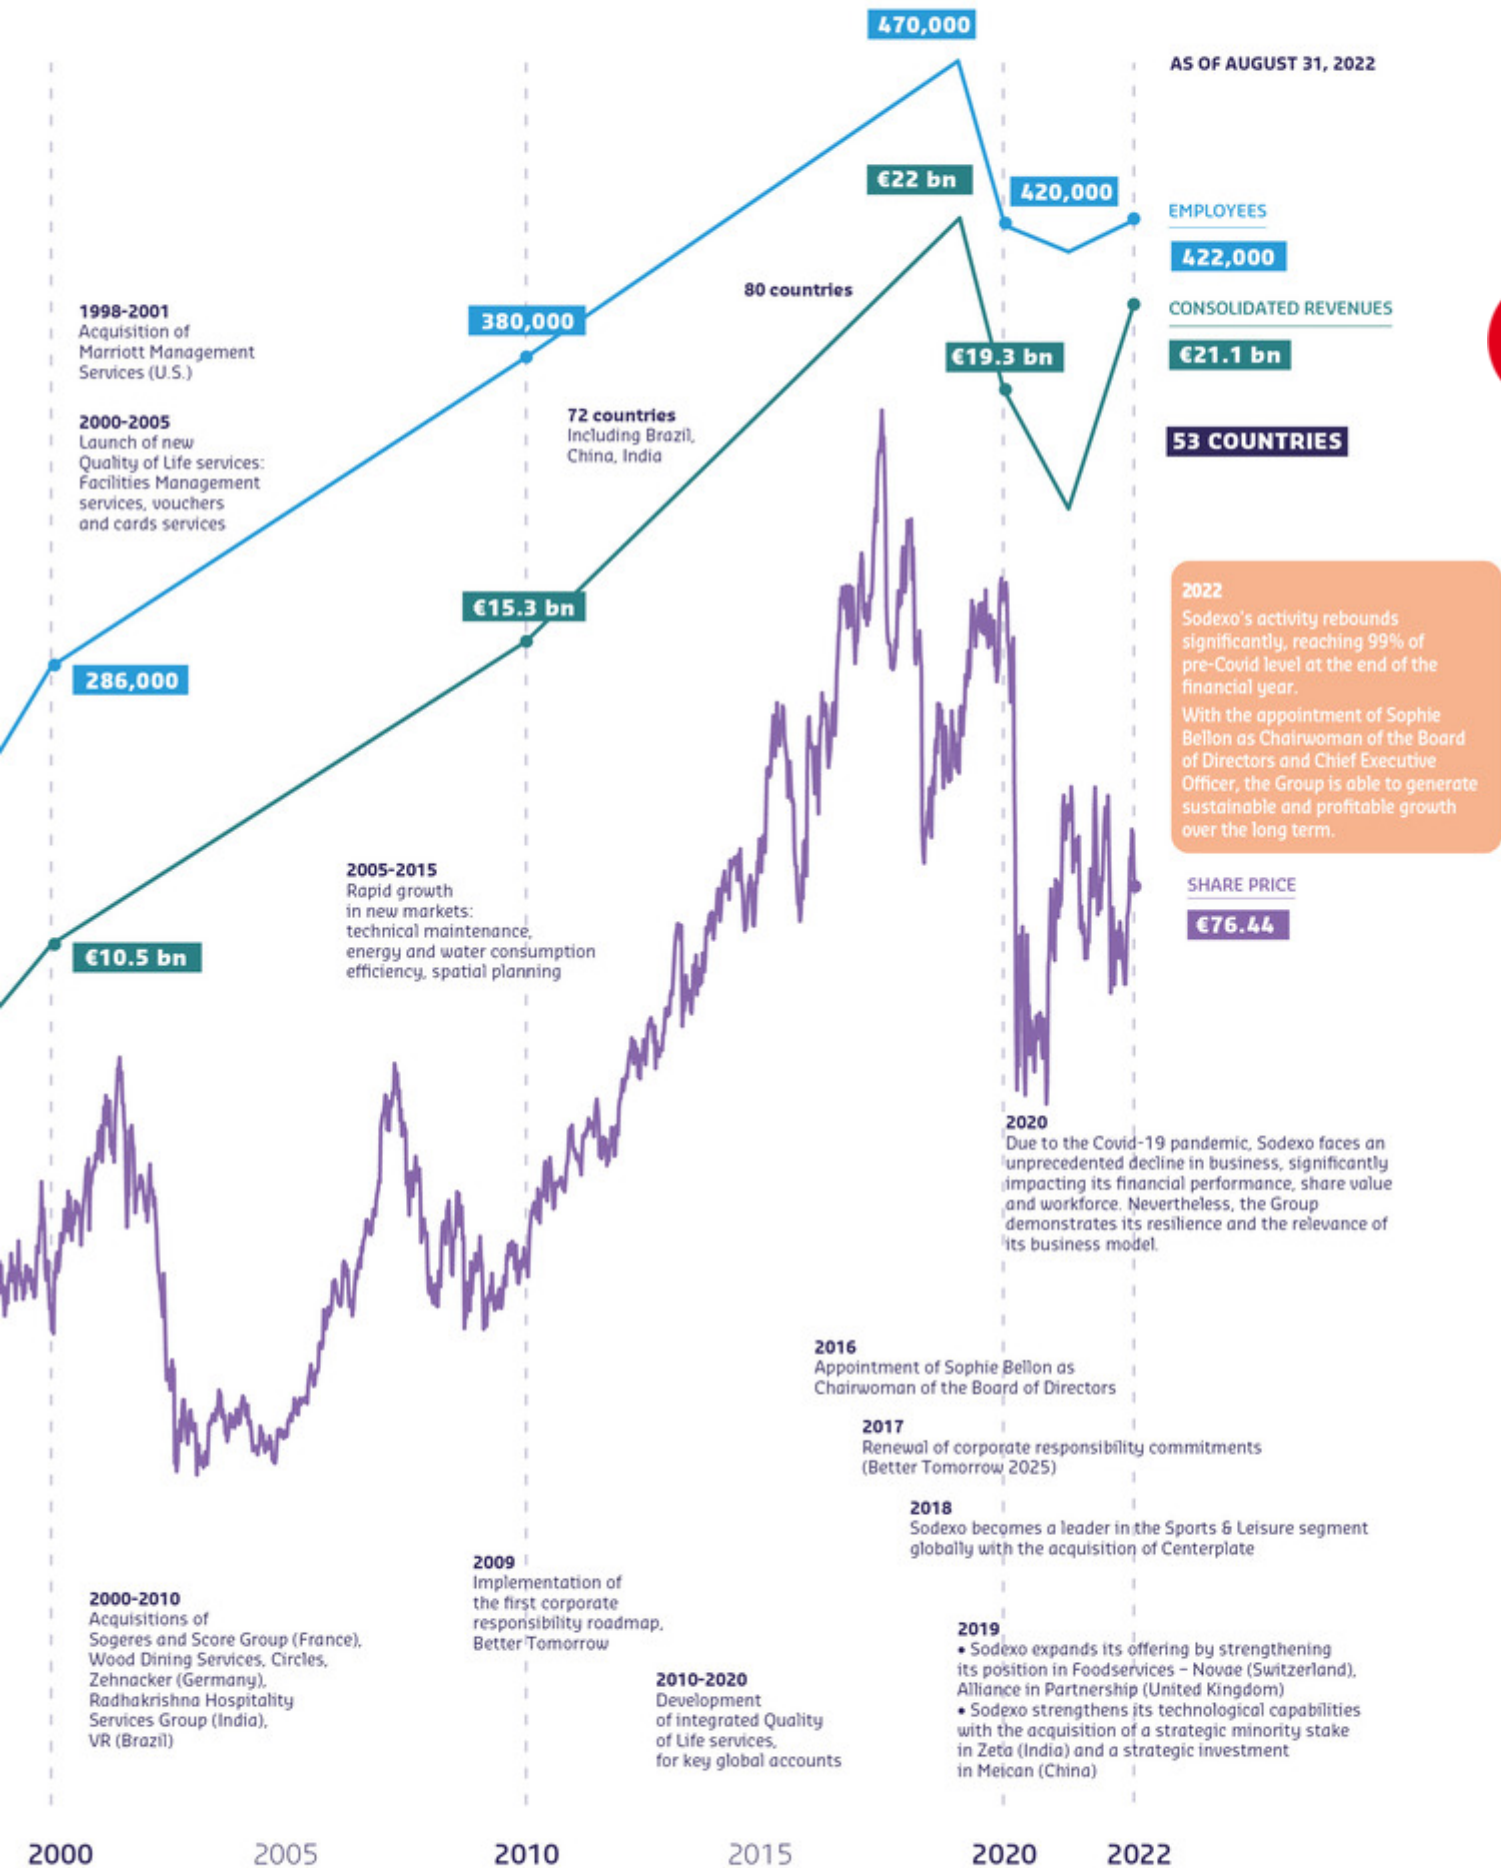 470,000
AS OF AUGUST 31, 2022
€22 bn
420,000
EMPLOYEES
422,000
80 countries
CONSOLIDATED REVENUES
1998-2001
Acquisition of
Marriott Management
Services (U.S.)
380,000
€19.3 bn
€21.1 bn
2000-2005
Launch of new
Quality of Life services:
Facilities Management
services, vouchers
and cards services
72 countries
Including Brazil,
China, India
53 COUNTRIES
€15.3 bn
286,000
2022
Sodexo's activity rebounds
significantly, reaching 99% of
pre-Covid level at the end of the
financial year.
With the appointment of Sophie
Bellon as Chairwoman of the Board
of Directors and Chief Executive
Officer, the Group is able to generate
sustainable and profitable growth
over the long term.
2005-2015
Rapid growth
in new markets:
technical maintenance,
energy and water consumption
efficiency, spatial planning
SHARE PRICE
€76.44
€10.5 bn
2020
Due to the Covid-19 pandemic, Sodexo faces an
unprecedented decline in business, significantly
impacting its financial performance, share value
and workforce. Nevertheless, the Group
demonstrates its resilience and the relevance of
its business model.
2016
Appointment of Sophie Bellon as
Chairwoman of the Board of Directors
2017
Renewal of corporate responsibility commitments
(Better Tomorrow 2025)
2018
Sodexo becomes a leader in the Sports & Leisure segment
globally with the acquisition of Centerplate
2009
Implementation of
the first corporate
responsibility roadmap,
Better Tomorrow
2000-2010
Acquisitions of
Sogeres and Score Group (France),
Wood Dining Services, Circles,
Zehnacker (Germany),
Radhakrishna Hospitality
Services Group (India),
VR (Brazil)
2019
• Sodexo expands its offering by strengthening
its position in Foodservices – Novae (Switzerland),
Alliance in Partnership (United Kingdom)
• Sodexo strengthens its technological capabilities
with the acquisition of a strategic minority stake
in Zeta (India) and a strategic investment
in Meican (China)
2010-2020
Development
of integrated Quality
of Life services,
for key global accounts
2000 2005 2010 2015 2020 2022